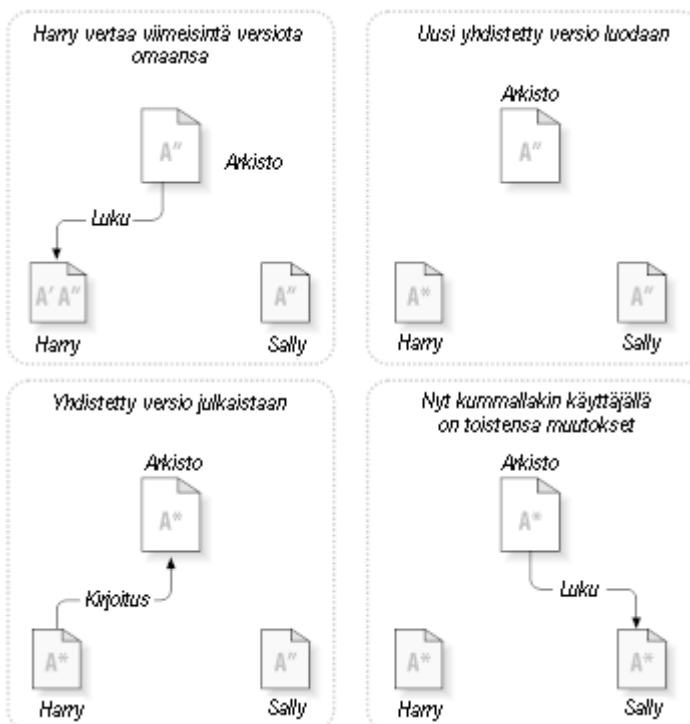 Harry vertaa viimeisintä versiota
omaansa
A"
Arkisto
Luku
A' A"
A"
Harry
Sally
Uusi yhdistetty versio luodaan
Arkisto
A"
A*
A"
Harry
Sally
Yhdistetty versio julkaistaan
Arkisto
A*
Kirjoitus
A*
A"
Harry
Sally
Nyt kummallakin käyttäjällä
on toistensa muutokset
Arkisto
A*
Luku
A*
A*
Harry
Sally